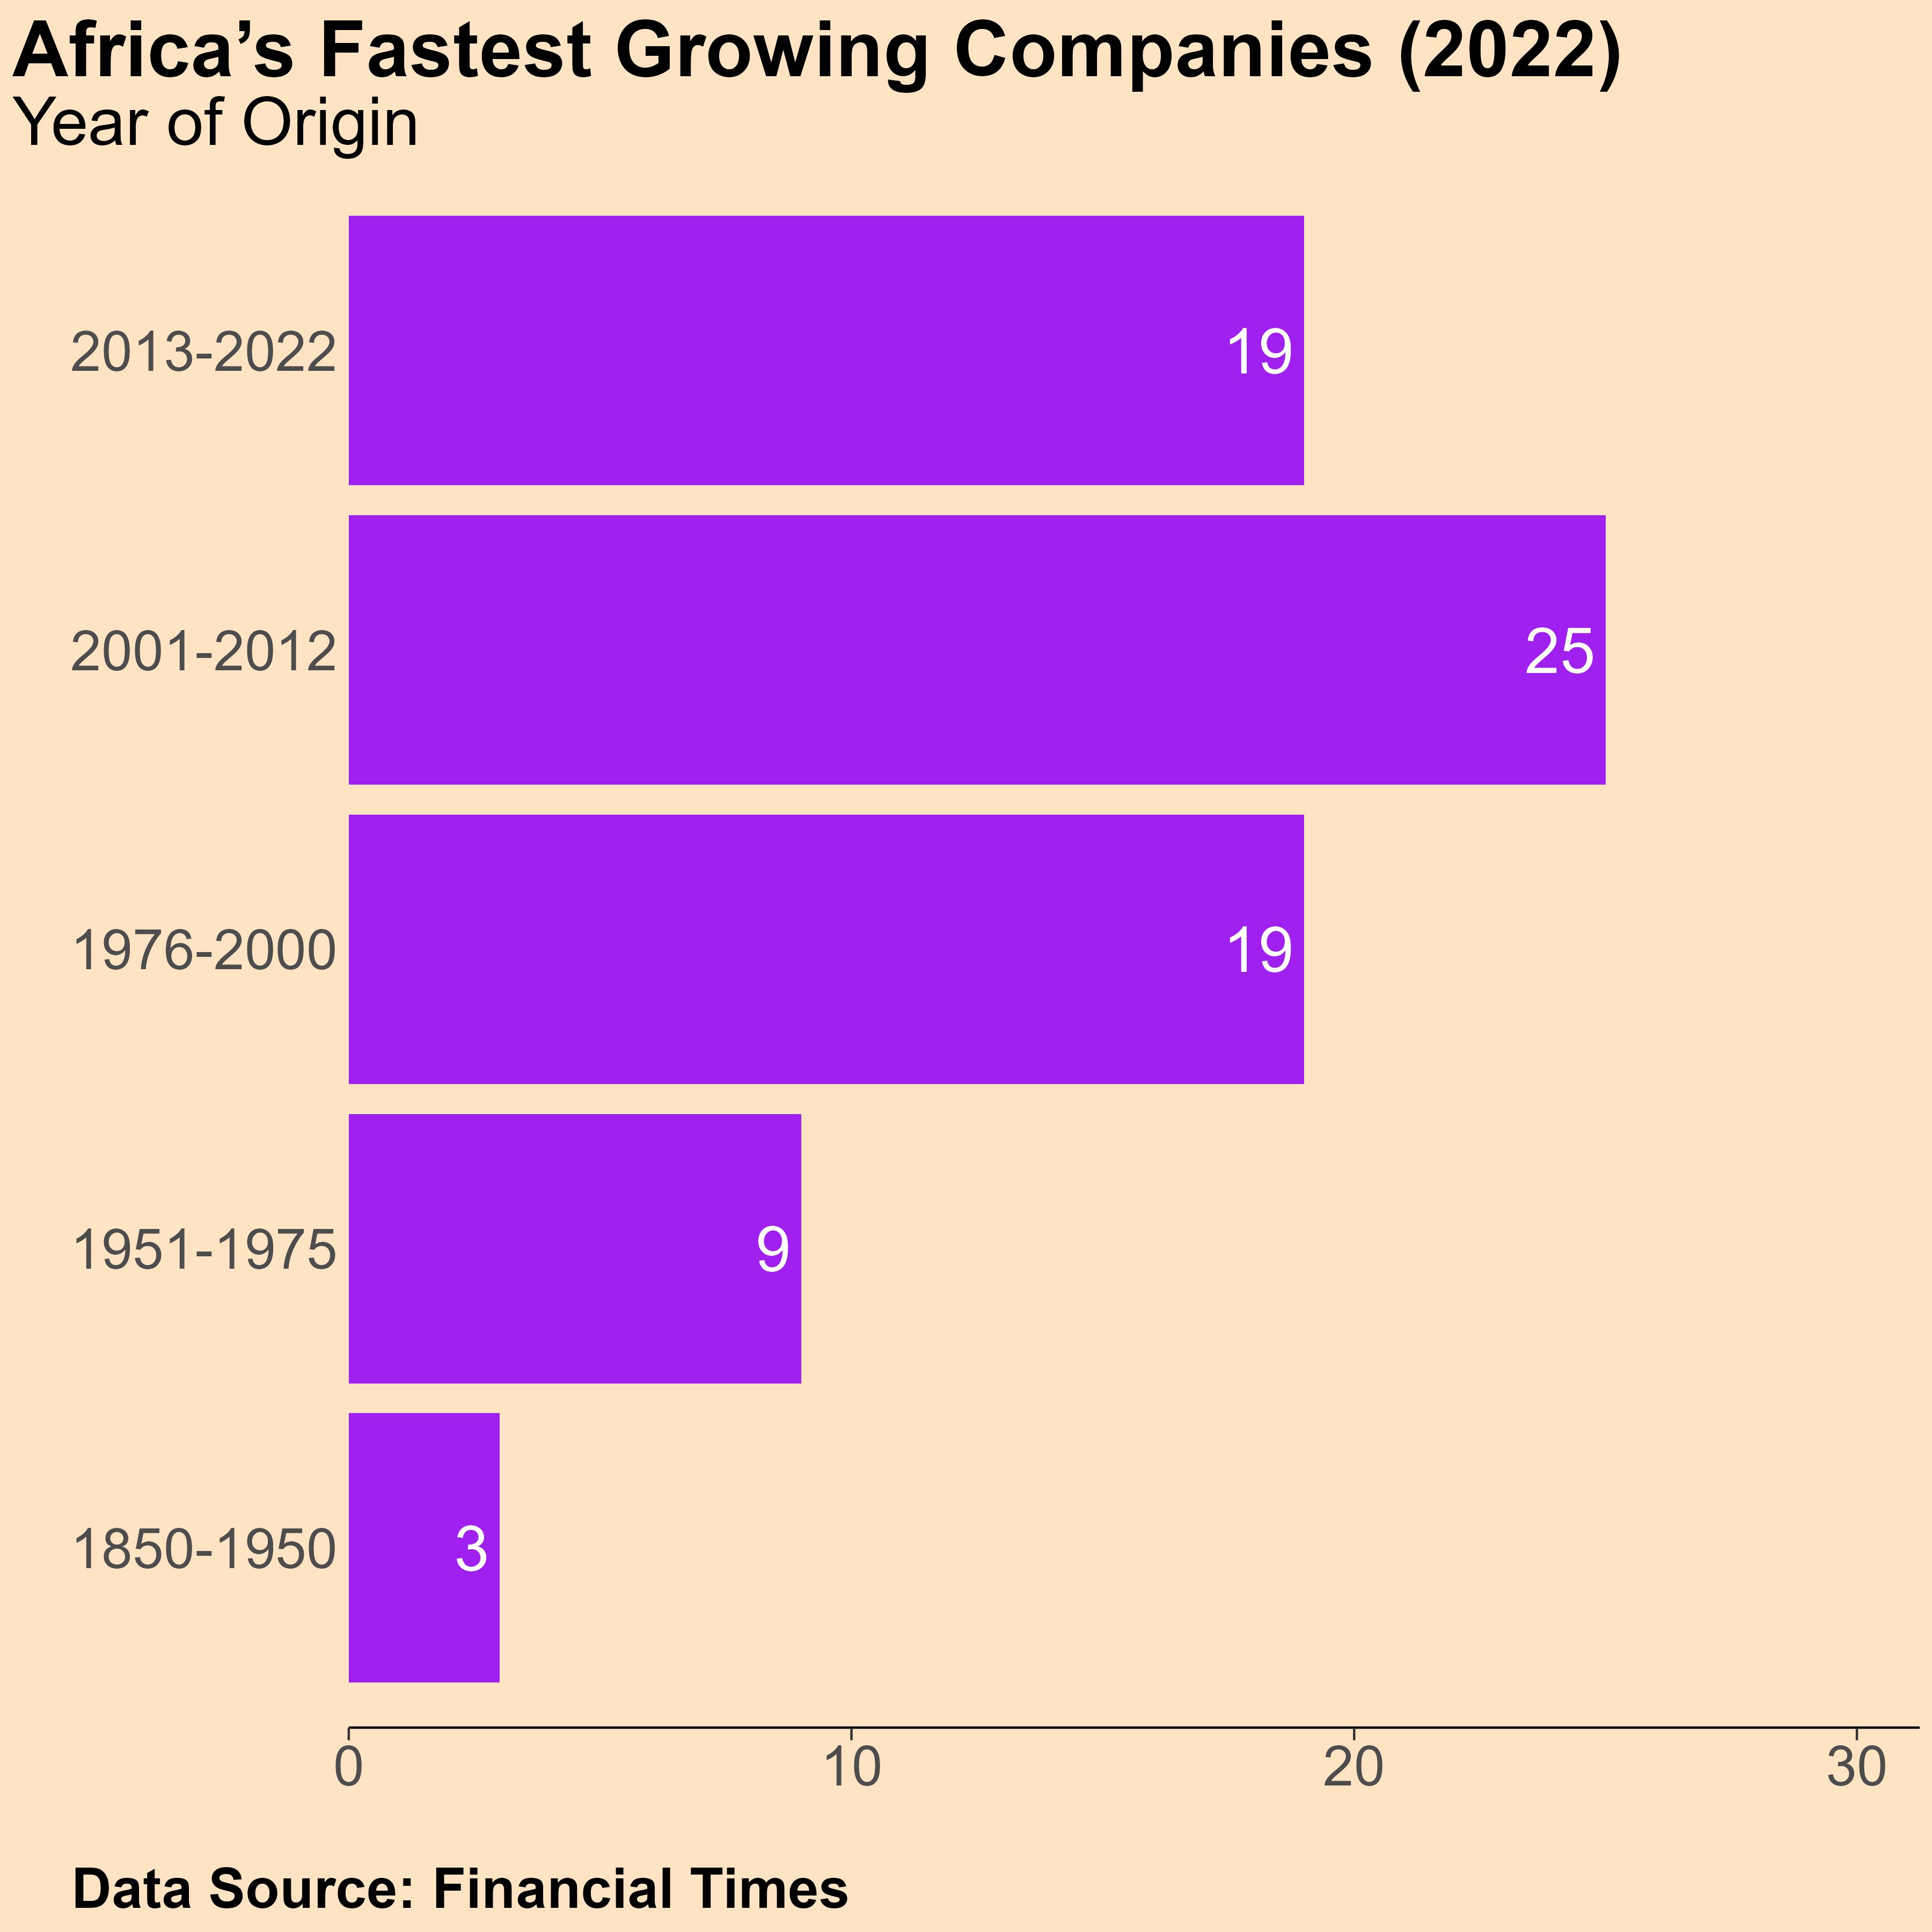 Africa’s Fastest Growing Companies (2022)
Year of Origin
2013-2022
19
2001-2012
25
1976-2000
19
1951-1975
9
1850-1950
3
0 10 20 30
Data Source: Financial Times